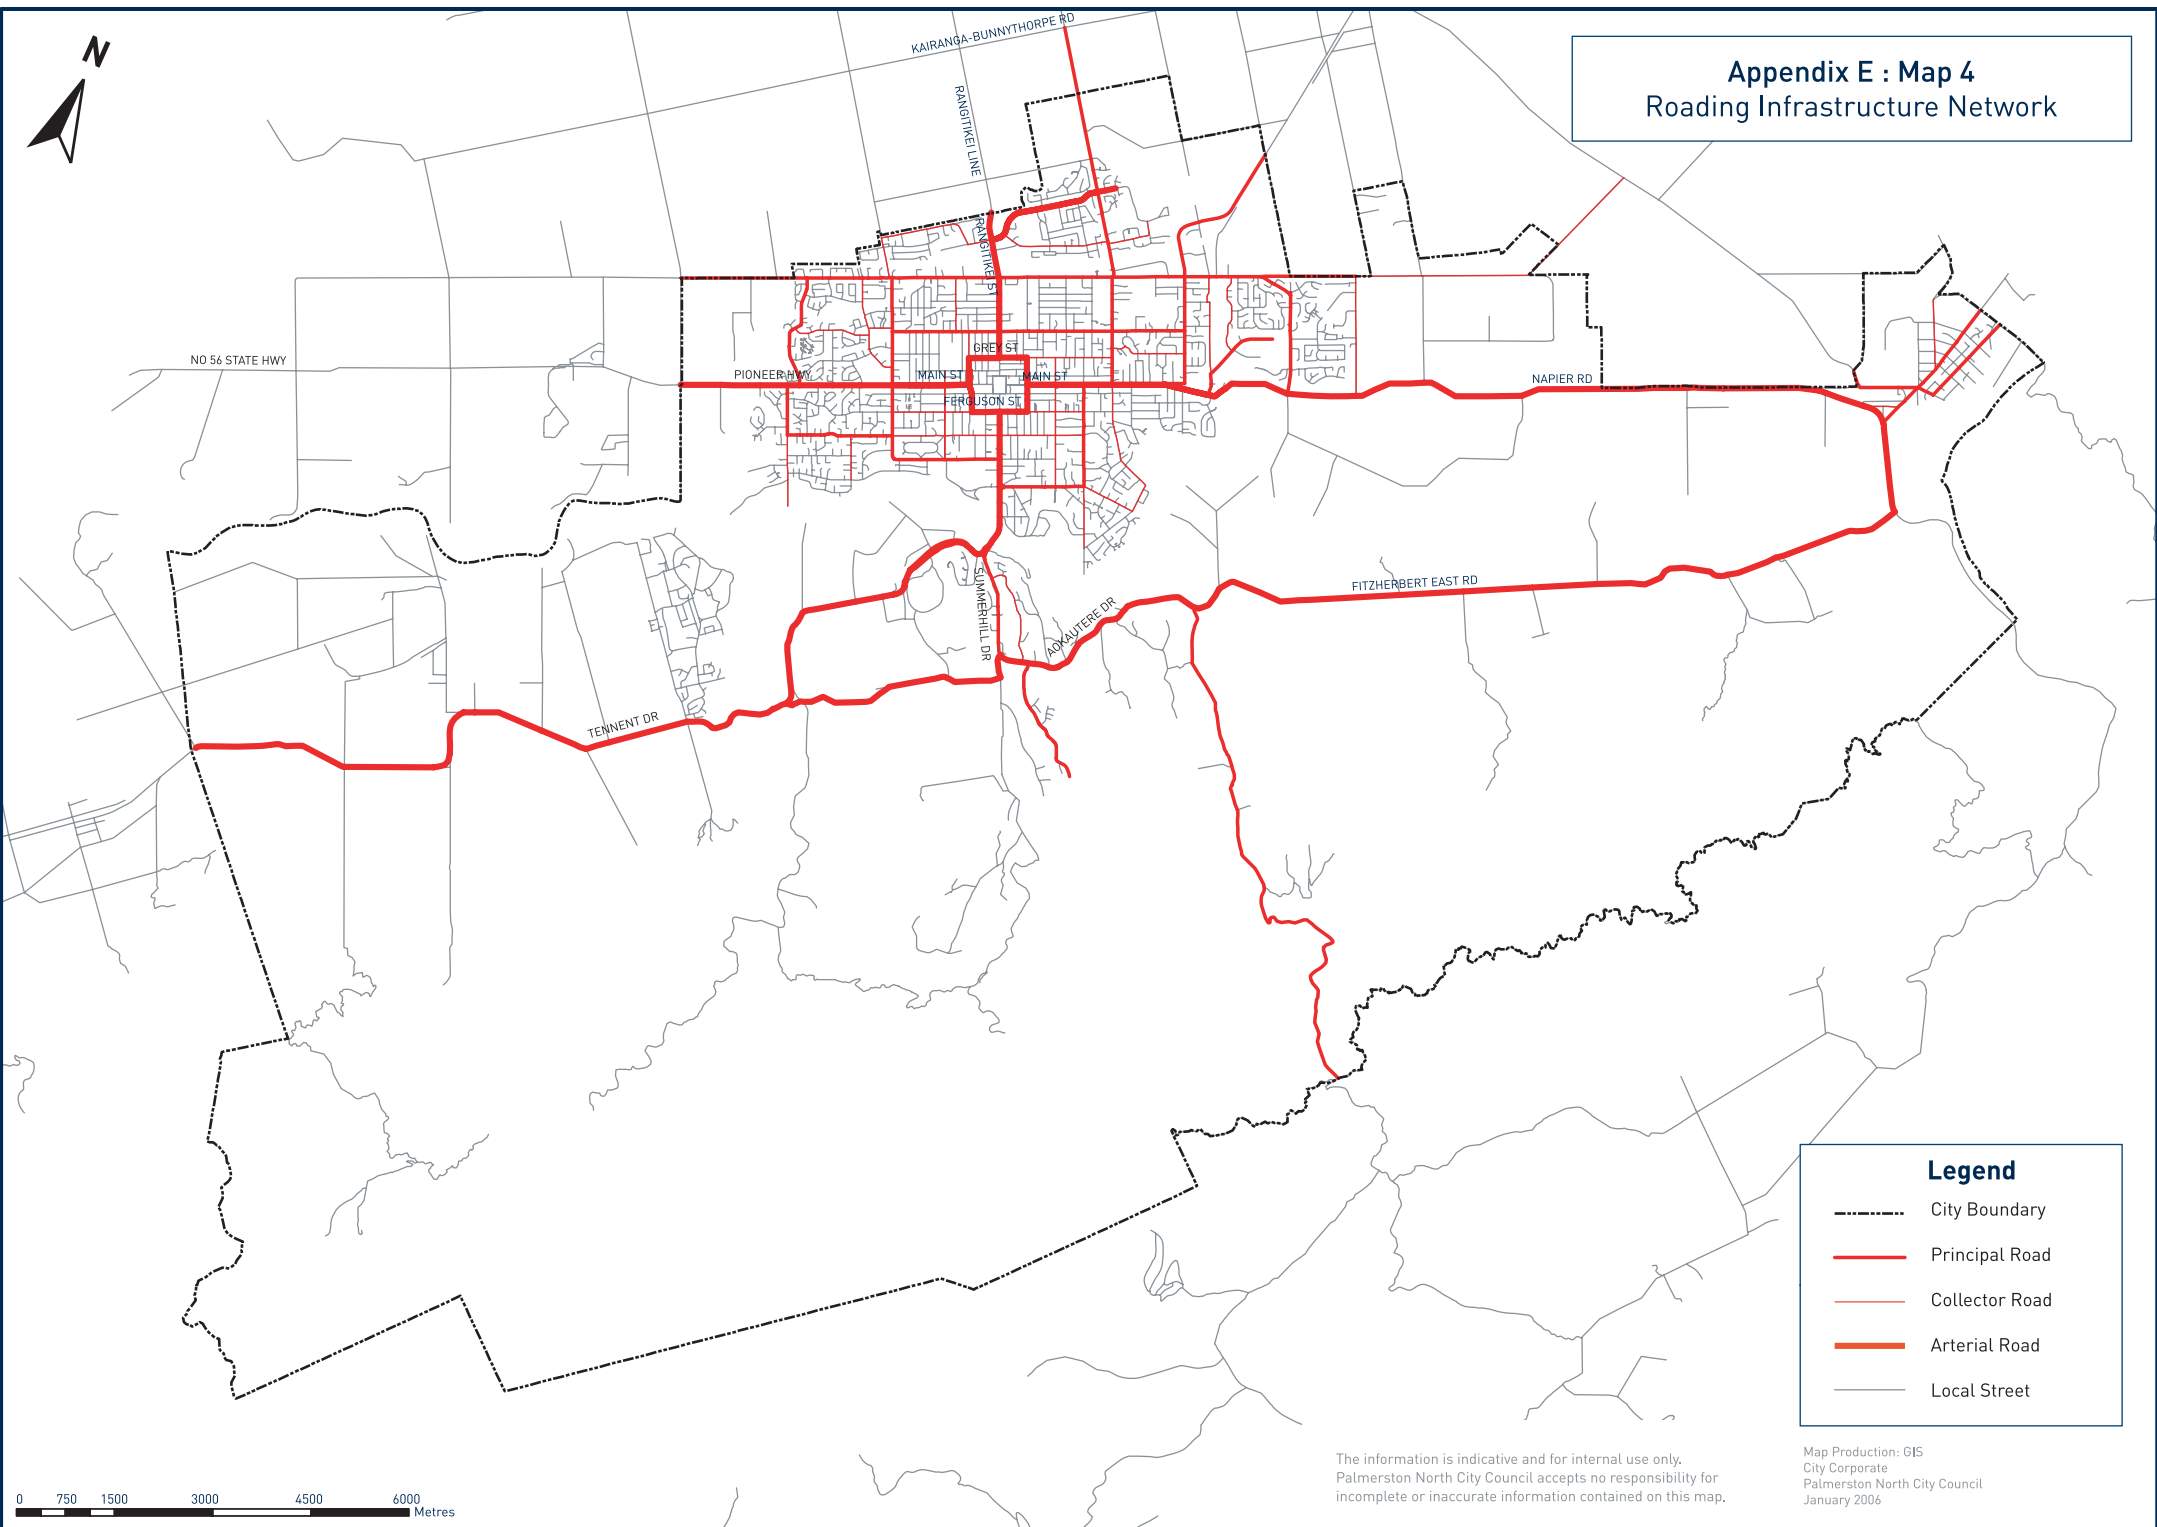 N
KAIRANGA-BUNNYTHORPE RD
Appendix E : Map 4
Roading Infrastructure Network
RANGITIKEI LINE
RANGITIKEI ST
NO 56 STATE HWY
GREY ST
PIONEER HWY
MAIN ST
MAIN ST
NAPIER RD
FERGUSON ST
FITZHERBERT EAST RD
SUMMERHILL DR
AOKAUTERE DR
TENNENT DR
Legend
City Boundary
Principal Road
Collector Road
Arterial Road
Local Street
The information is indicative and for internal use only.
Palmerston North City Council accepts no responsibility for
incomplete or inaccurate information contained on this map.
Map Production: GIS
City Corporate
Palmerston North City Council
January 2006
0 750 1500 3000 4500 6000
Metres